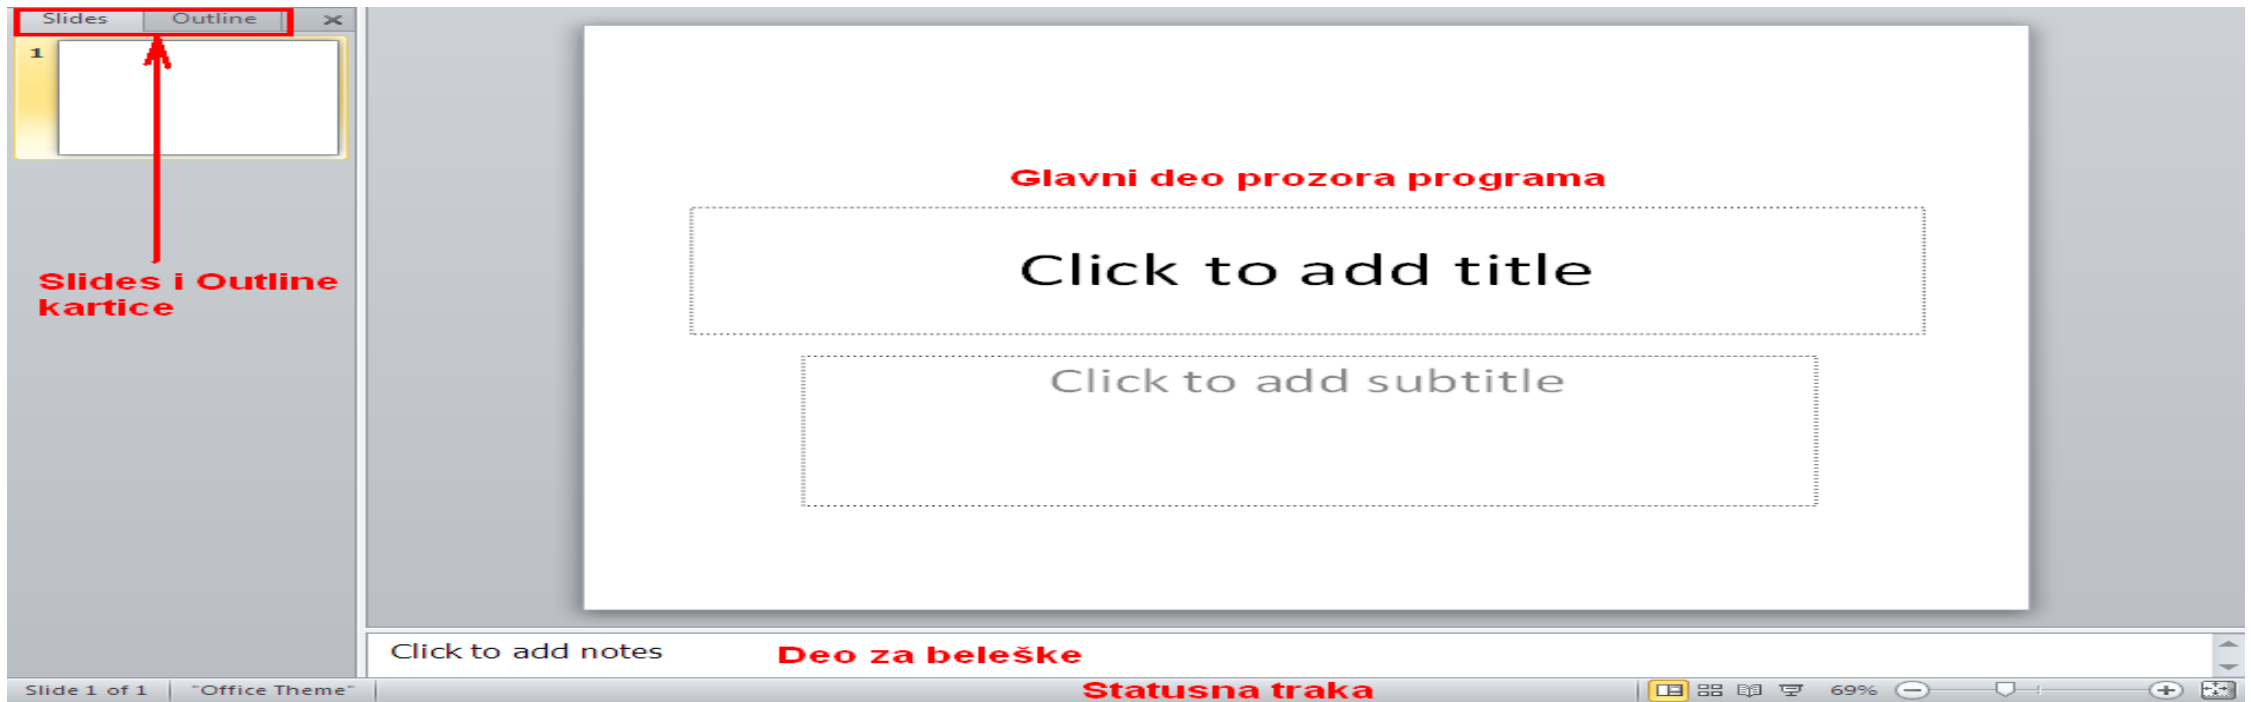 Slides Outline
1
Slides i Outline
kartice
Glavni deo prozora programa
Click to add title
Click to add subtitle
Click to add notes
Deo za beleške
Slide 1 of 1 "Office Theme" Statusna traka 69%